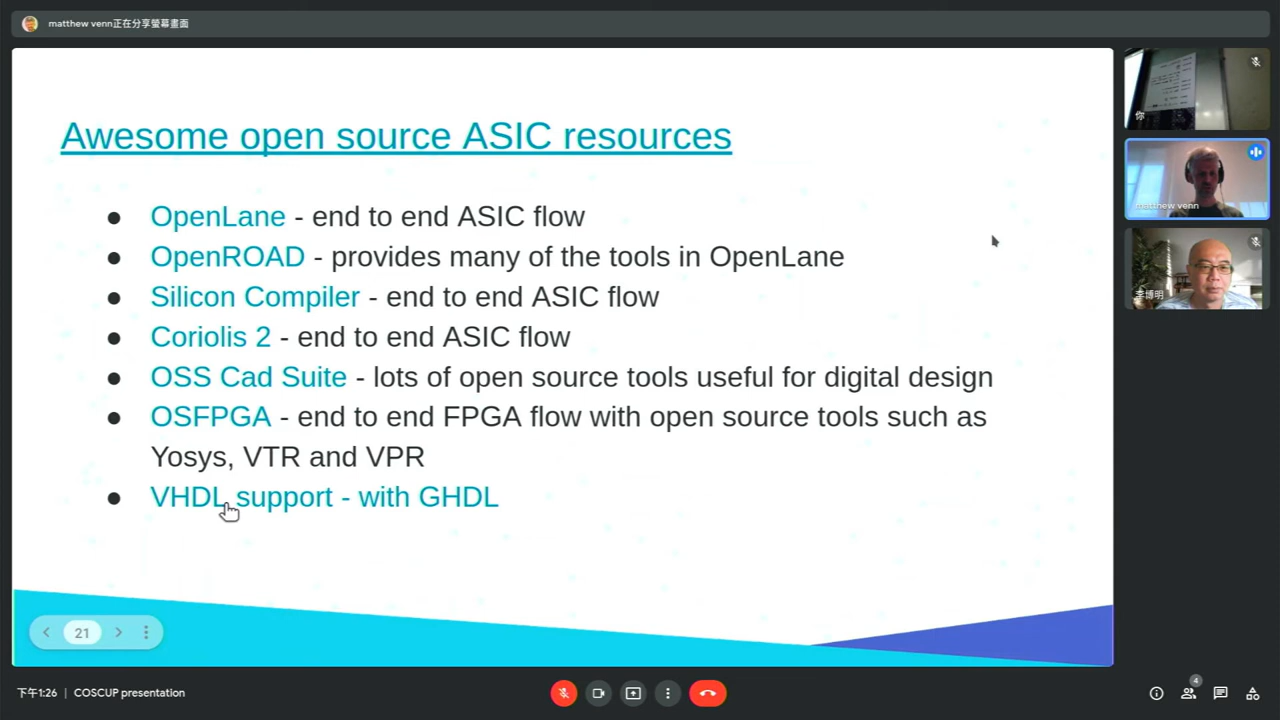 matthew venn正在分享螢幕畫面
Awesome open source ASIC resources
● OpenLane - end to end ASIC flow
● OpenROAD - provides many of the tools in OpenLane
● Silicon Compiler - end to end ASIC flow
● Coriolis 2 - end to end ASIC flow
● OSS Cad Suite - lots of open source tools useful for digital design
● OSFPGA - end to end FPGA flow with open source tools such as
Yosys, VTR and VPR
● VHDL support - with GHDL
21
你
matthew venn
李博明
下午1:26 | COSCUP presentation
4